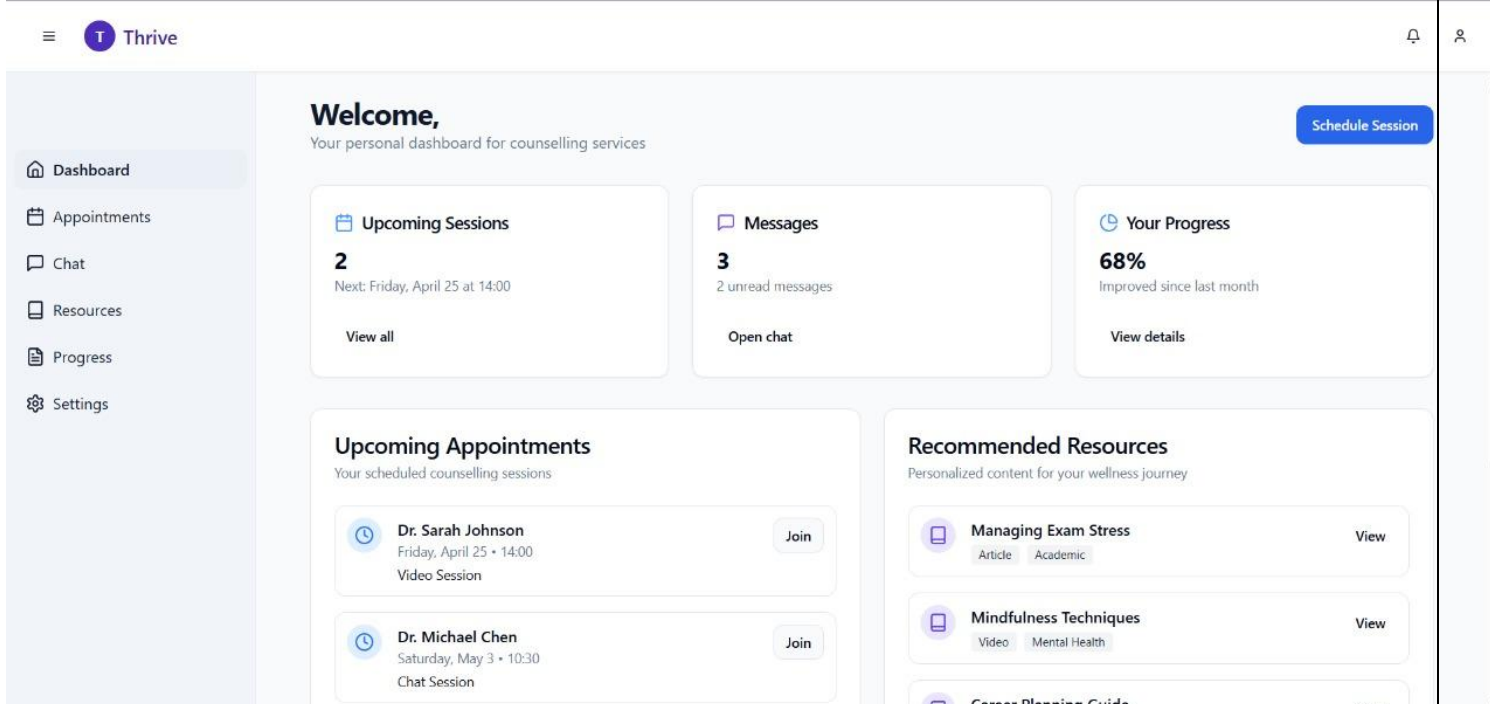 T Thrive
Welcome,
Your personal dashboard for counselling services
Schedule Session
Dashboard
Appointments
Chat
Resources
Progress
Settings
Upcoming Sessions
2
Next: Friday, April 25 at 14:00
View all
Messages
3
2 unread messages
Open chat
Your Progress
68%
Improved since last month
View details
Upcoming Appointments
Your scheduled counselling sessions
Dr. Sarah Johnson
Friday, April 25 • 14:00
Video Session
Join
Dr. Michael Chen
Saturday, May 3 • 10:30
Chat Session
Join
Recommended Resources
Personalized content for your wellness journey
Managing Exam Stress
Article Academic
View
Mindfulness Techniques
Video Mental Health
View
Career Planning Guide